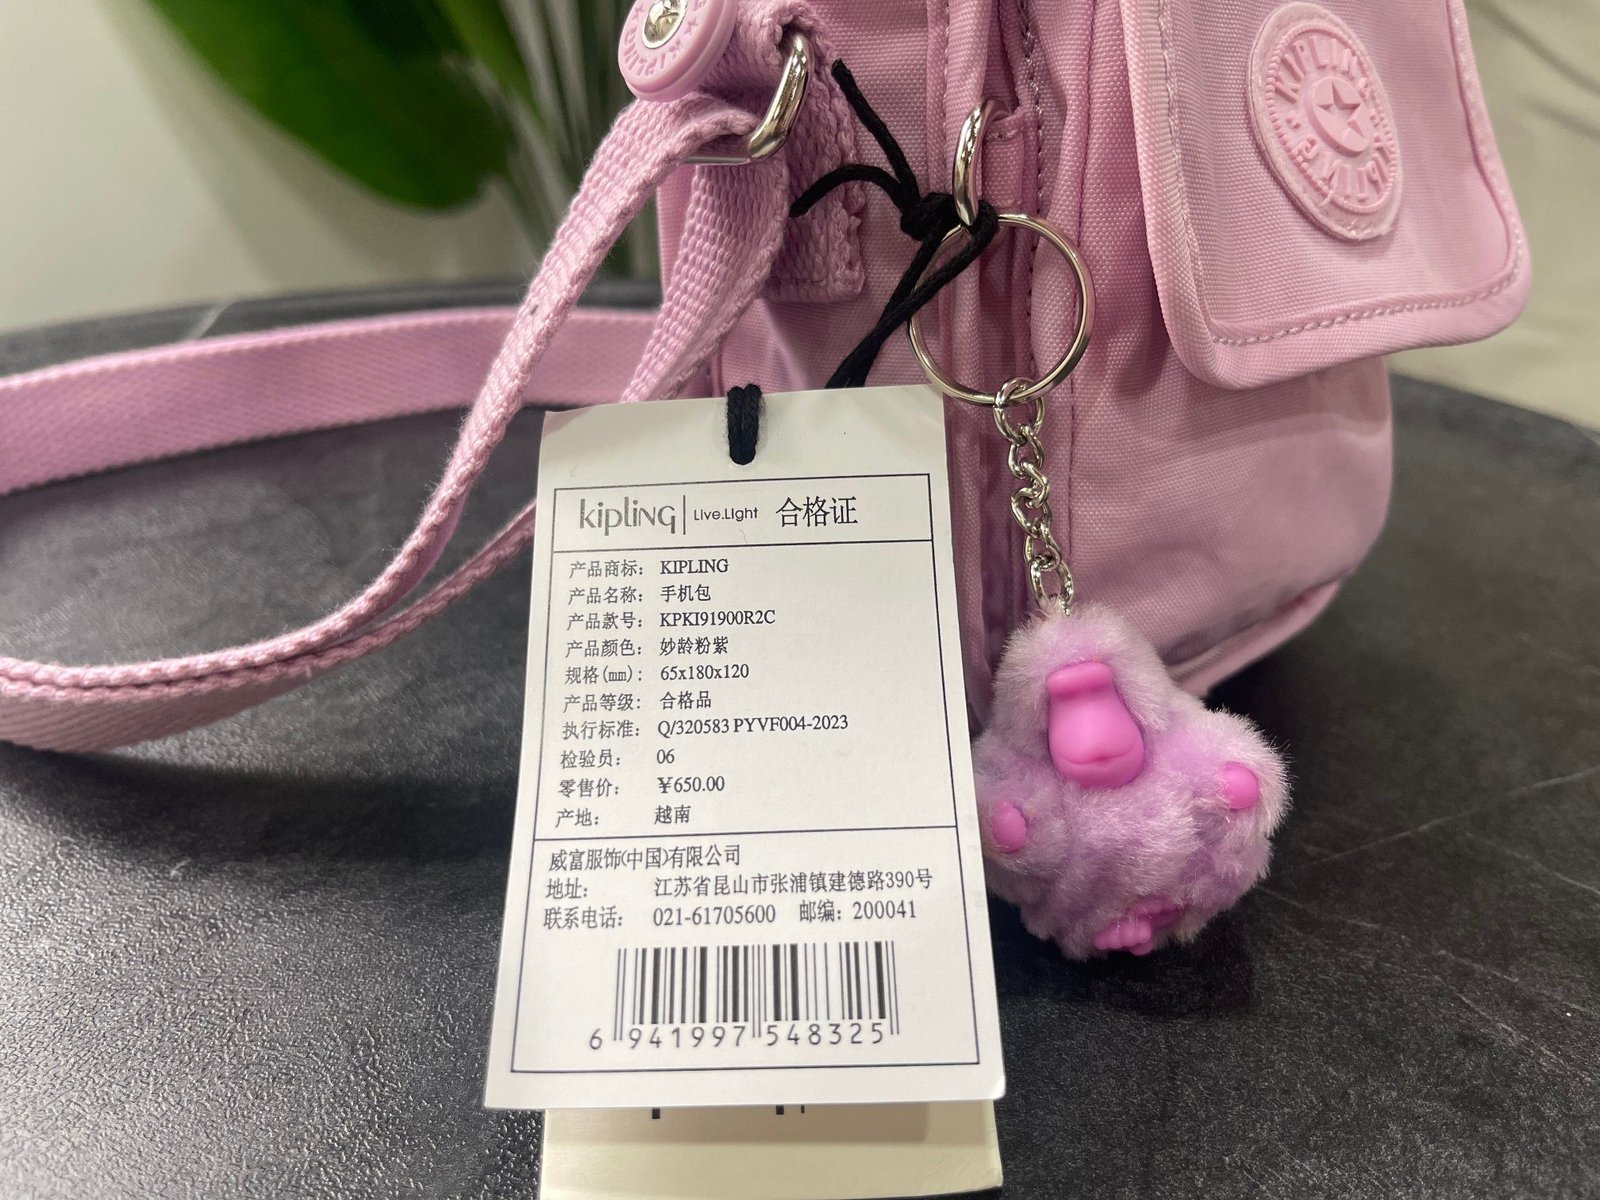 KIPLING
KIPLING
kipling Live.Light 合格证
产品商标: KIPLING
产品名称: 手机包
产品款号: KPKI91900R2C
产品颜色: 妙龄粉紫
规格(mm): 65x180x120
产品等级: 合格品
执行标准: Q/320583 PYVF004-2023
检验员: 06
零售价: ¥650.00
产地: 越南
威富服饰(中国)有限公司
地址: 江苏省昆山市张浦镇建德路390号
联系电话: 021-61705600 邮编: 200041
6 941997 548325